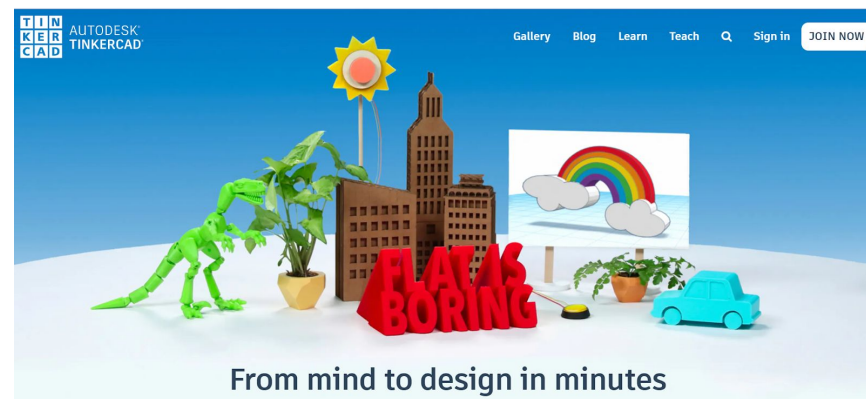 TIN
KER
CAD
AUTODESK®
TINKERCAD®
Gallery Blog Learn Teach Sign in JOIN NOW
FLAT IS
BORING
From mind to design in minutes